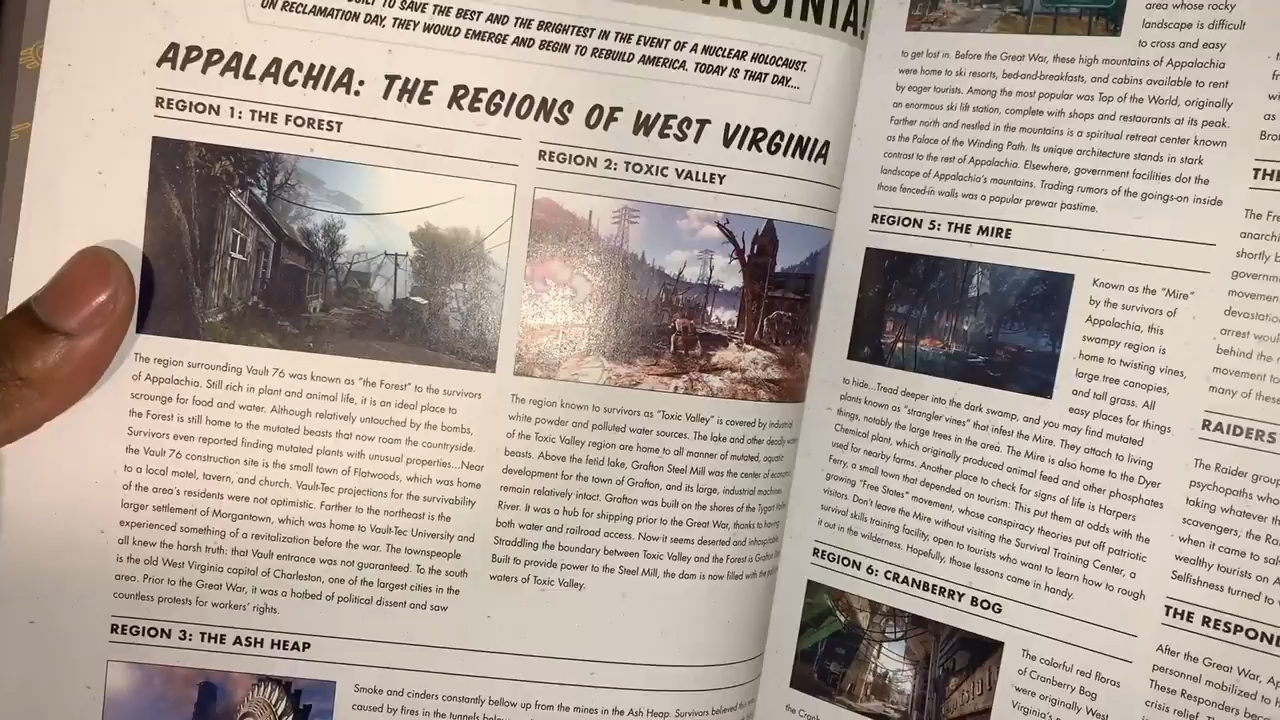 VIRGINIA!
BUILT TO SAVE THE BEST AND THE BRIGHTEST IN THE EVENT OF A NUCLEAR HOLOCAUST.
ON RECLAMATION DAY, THEY WOULD EMERGE AND BEGIN TO REBUILD AMERICA. TODAY IS THAT DAY....
APPALACHIA: THE REGIONS OF WEST VIRGINIA
REGION 1: THE FOREST
The region surrounding Vault 76 was known as "the Forest" to the survivors
of Appalachia. Still rich in plant and animal life, it is an ideal place to
scrounge for food and water. Although relatively untouched by the bombs,
the Forest is still home to the mutated beasts that now roam the countryside.
Survivors even reported finding mutated plants with unusual properties...Near
the Vault 76 construction site is the small town of Flatwoods, which was home
to a local motel, tavern, and church. Vault-Tec projections for the survivability
of the area's residents were not optimistic. Farther to the northeast is the
larger settlement of Morgantown, which was home to Vault-Tec University and
experienced something of a revitalization before the war. The townspeople
all knew the harsh truth: that Vault entrance was not guaranteed. To the south
is the old West Virginia capital of Charleston, one of the largest cities in the
area. Prior to the Great War, it was a hotbed of political dissent and saw
countless protests for workers' rights.
REGION 2: TOXIC VALLEY
The region known to survivors as "Toxic Valley" is covered by industrial
white powder and polluted water sources. The lake and other deadly
of the Toxic Valley region are home to all manner of mutated, aquatic
beasts. Above the fetid lake, Grafton Steel Mill was the center of
development for the town of Grafton, and its large, industrial machines
remain relatively intact. Grafton was built on the shores of the Tygart
River. It was a hub for shipping prior to the Great War, thanks to having
both water and railroad access. Now it seems deserted and
Straddling the boundary between Toxic Valley and the Forest is Grafton
Built to provide power to the Steel Mill, the dam is now filled with the
waters of Toxic Valley.
REGION 3: THE ASH HEAP
Smoke and cinders constantly bellow up from the mines in the Ash Heap. Survivors believed
caused by fires in the tunnels
area whose rocky
landscape is difficult
to cross and easy
to get lost in. Before the Great War, these high mountains of Appalachia
were home to ski resorts, bed-and-breakfasts, and cabins available to rent
by eager tourists. Among the most popular was Top of the World, originally
an enormous ski lift station, complete with shops and restaurants at its peak.
Farther north and nestled in the mountains is a spiritual retreat center known
as the Palace of the Winding Path. Its unique architecture stands in stark
contrast to the rest of Appalachia. Elsewhere, government facilities dot the
landscape of Appalachia's mountains. Trading rumors of the goings-on inside
those fenced-in walls was a popular prewar pastime.
REGION 5: THE MIRE
Known as the "Mire"
by the survivors of
Appalachia, this
swampy region is
home to twisting vines,
large tree canopies,
and tall grass. All
easy places for things
to hide...Tread deeper into the dark swamp, and you may find mutated
plants known as "strangler vines" that infest the Mire. They attach to living
things, notably the large trees in the area. The Mire is also home to the Dyer
Chemical plant, which originally produced animal feed and other phosphates
used for nearby farms. Another place to check for signs of life is Harpers
Ferry, a small town that depended on tourism: This put them at odds with the
growing "Free States" movement, whose conspiracy theories put off patriotic
visitors. Don't leave the Mire without visiting the Survival Training Center, a
survival skills training facility, open to tourists who want to learn how to rough
it out in the wilderness. Hopefully, those lessons came in handy.
REGION 6: CRANBERRY BOG
The colorful red floras
of Cranberry Bog
were originally West
Virginia's
the
as
THE
The
anarchi
shortly b
governm
movemen
devastatio
arrest woul
behind the
movement to
many of these
RAIDERS
The Raider group
psychopaths who
taking whatever th
scavengers, the Ra
when it came to
wealthy tourists on A
Selfishness turned to
THE RESPON
After the Great War,
personnel mobilized to
These Responders
crisis relief